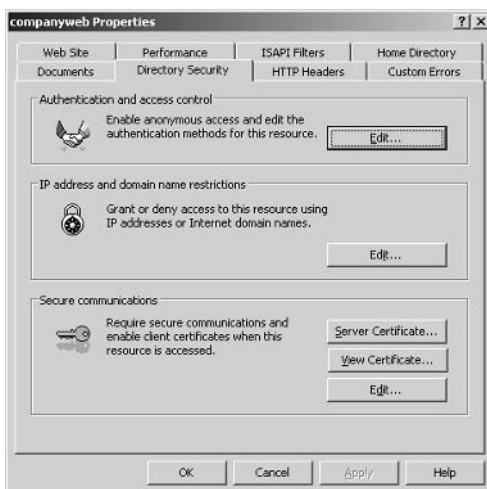 companyweb Properties
? X
Web Site Performance ISAPI Filters Home Directory
Documents Directory Security HTTP Headers Custom Errors
Authentication and access control
Enable anonymous access and edit the
authentication methods for this resource.
Edit...
IP address and domain name restrictions
Grant or deny access to this resource using
IP addresses or Internet domain names.
Edit...
Secure communications
Require secure communications and
enable client certificates when this
resource is accessed.
Server Certificate...
View Certificate...
Edit...
OK Cancel Apply Help